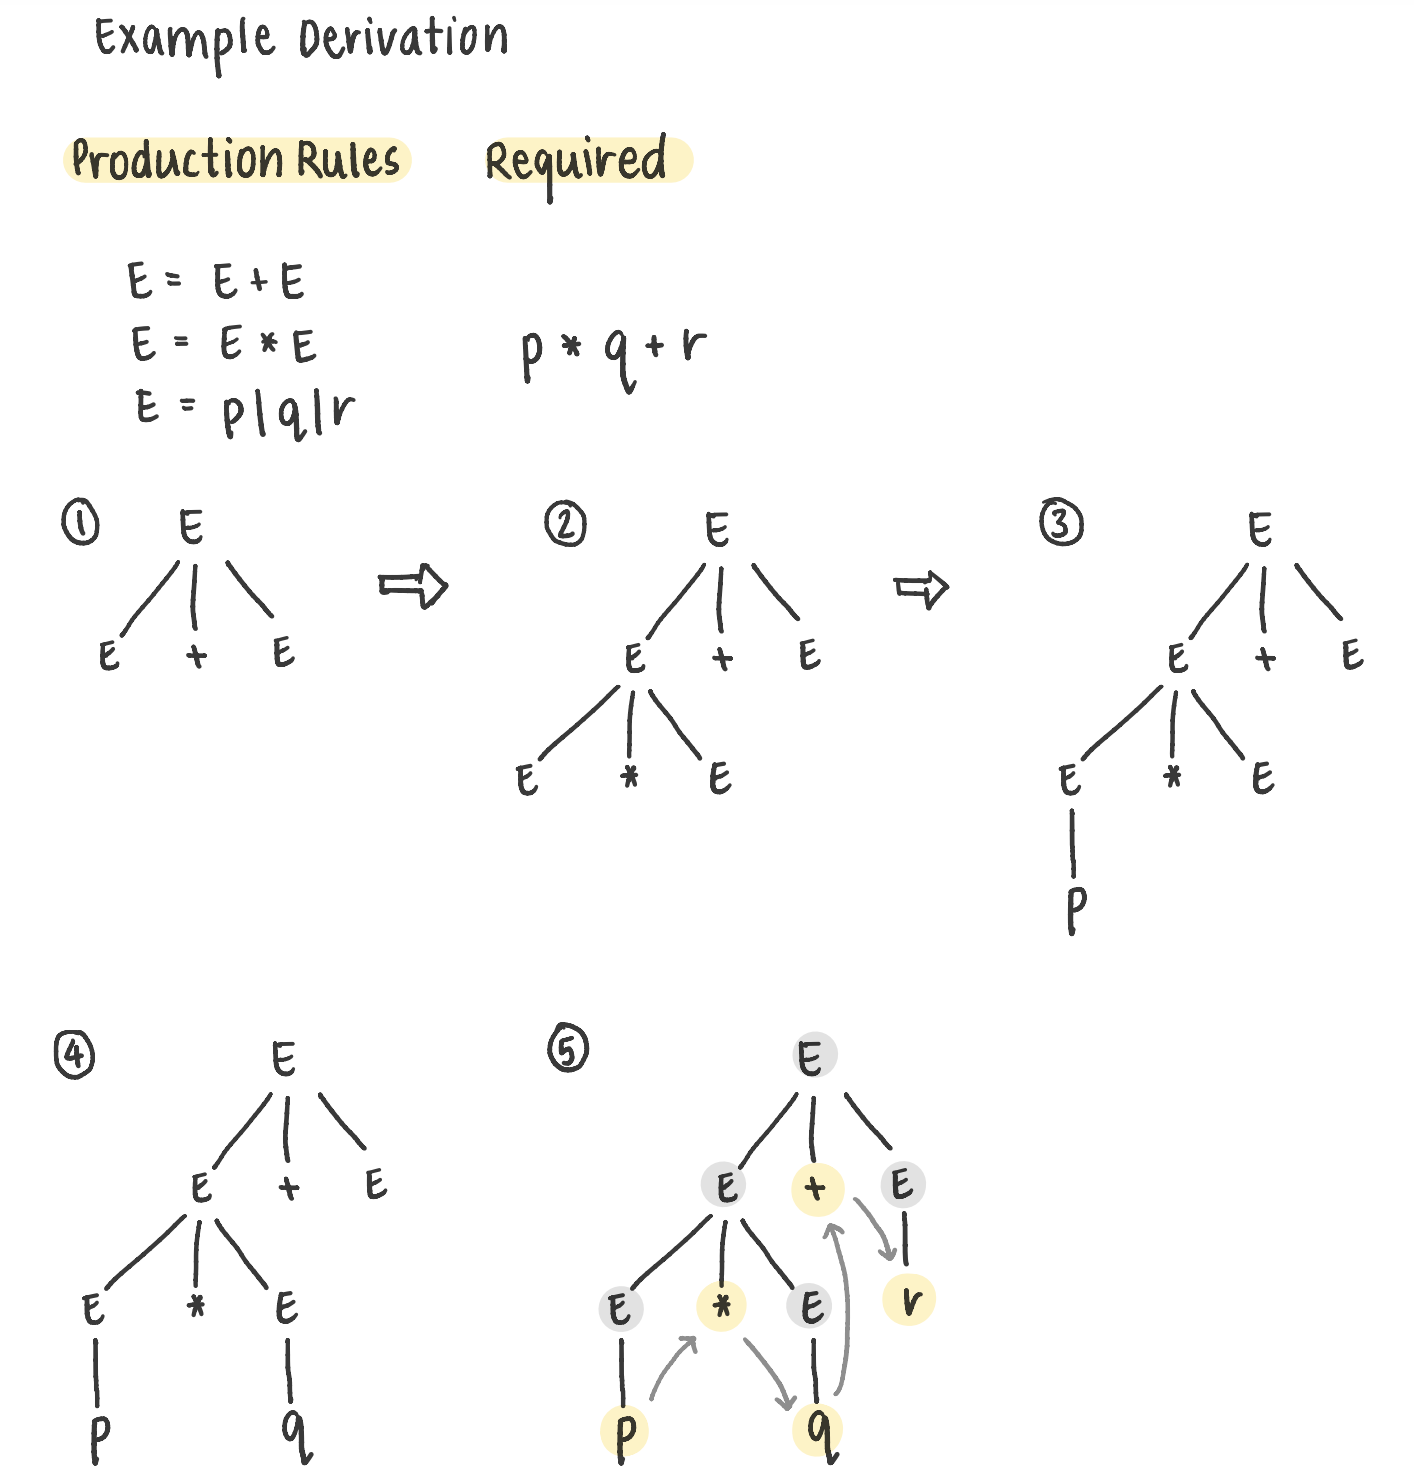 Example Derivation
Production Rules Required
E = E + E
E = E * E
p * q + r
E = p|q|r
① E ② E ③ E
E + E E + E E + E
E * E E * E
p
④ E ⑤ E
E + E E + E
E * E E * E r
p q p q